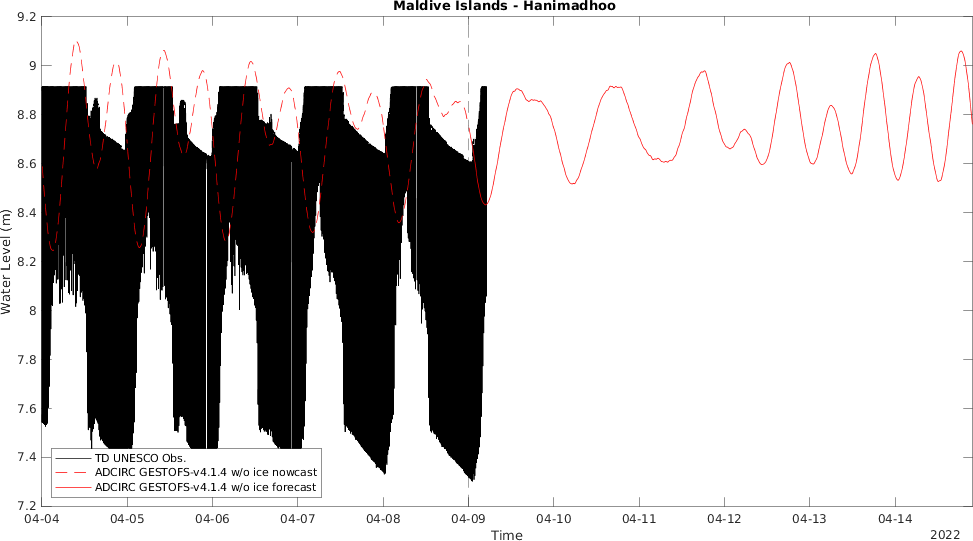 Maldive Islands - Hanimadhoo
9.2
9
8.8
8.6
8.4
8.2
8
7.8
7.6
7.4
7.2
Water Level (m)
TD UNESCO Obs.
ADCIRC GESTOFS-v4.1.4 w/o ice nowcast
ADCIRC GESTOFS-v4.1.4 w/o ice forecast
04-04 04-05 04-06 04-07 04-08 04-09 04-10 04-11 04-12 04-13 04-14
Time
2022